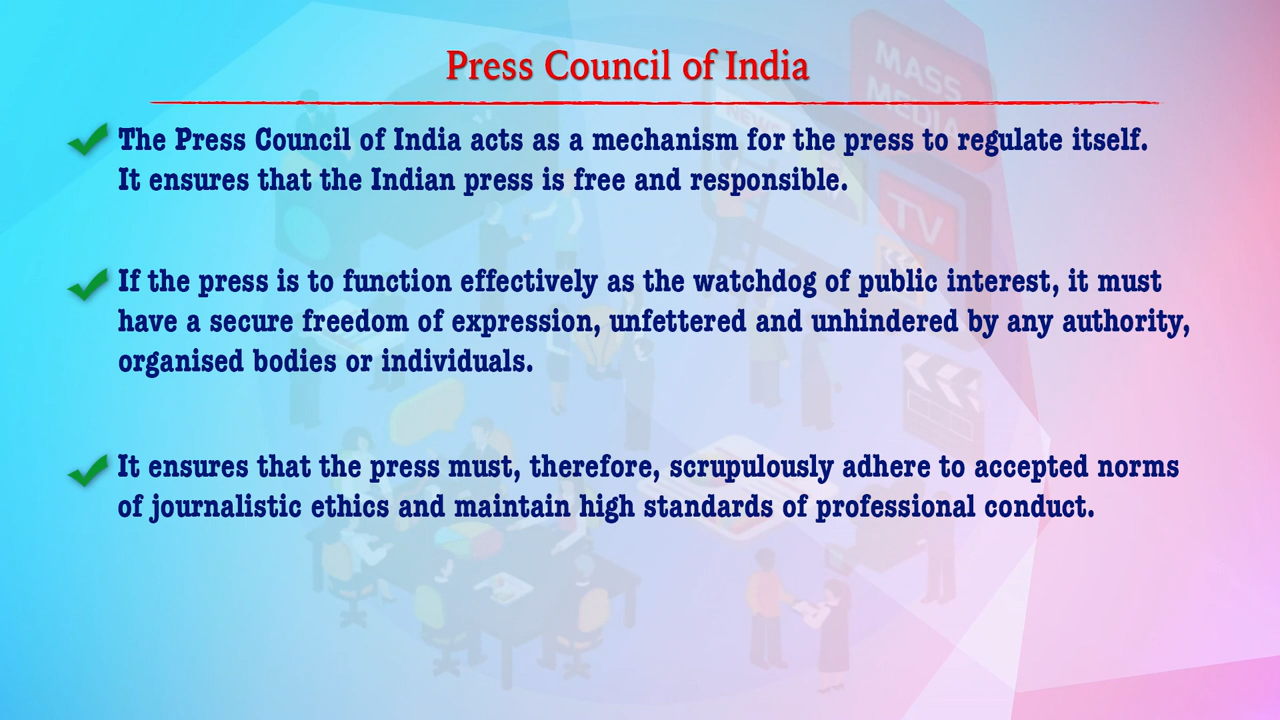 Press Council of India
The Press Council of India acts as a mechanism for the press to regulate itself.
It ensures that the Indian press is free and responsible.
If the press is to function effectively as the watchdog of public interest, it must
have a secure freedom of expression, unfettered and unhindered by any authority,
organised bodies or individuals.
It ensures that the press must, therefore, scrupulously adhere to accepted norms
of journalistic ethics and maintain high standards of professional conduct.
MASS
MEDIA
NEWS
TV